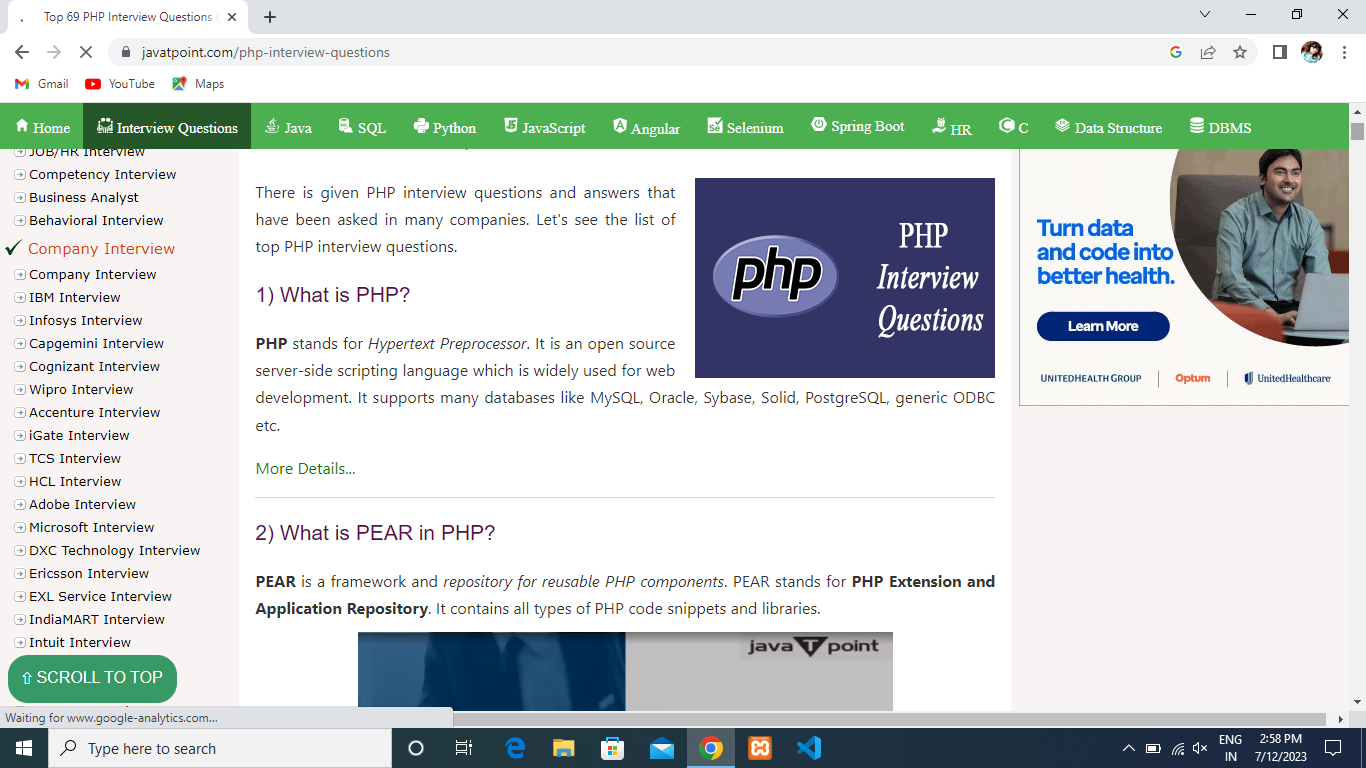 Top 69 PHP Interview Questions
javatpoint.com/php-interview-questions
Gmail
YouTube
Maps
Home
Interview Questions
Java
SQL
Python
JavaScript
Angular
Selenium
Spring Boot
HR
C
Data Structure
DBMS
JOB/HR Interview
Competency Interview
Business Analyst
Behavioral Interview
Company Interview
Company Interview
IBM Interview
Infosys Interview
Capgemini Interview
Cognizant Interview
Wipro Interview
Accenture Interview
iGate Interview
TCS Interview
HCL Interview
Adobe Interview
Microsoft Interview
DXC Technology Interview
Ericsson Interview
EXL Service Interview
IndiaMART Interview
Intuit Interview
⇧ SCROLL TO TOP
There is given PHP interview questions and answers that
have been asked in many companies. Let's see the list of
top PHP interview questions.
php
PHP
Interview
Questions
1) What is PHP?
PHP stands for Hypertext Preprocessor. It is an open source
server-side scripting language which is widely used for web
development. It supports many databases like MySQL, Oracle, Sybase, Solid, PostgreSQL, generic ODBC
etc.
More Details...
2) What is PEAR in PHP?
PEAR is a framework and repository for reusable PHP components. PEAR stands for PHP Extension and
Application Repository. It contains all types of PHP code snippets and libraries.
java T point
Turn data
and code into
better health.
Learn More
UNITEDHEALTH GROUP
Optum
UnitedHealthcare
Waiting for www.google-analytics.com...
Type here to search
ENG
IN
2:58 PM
7/12/2023